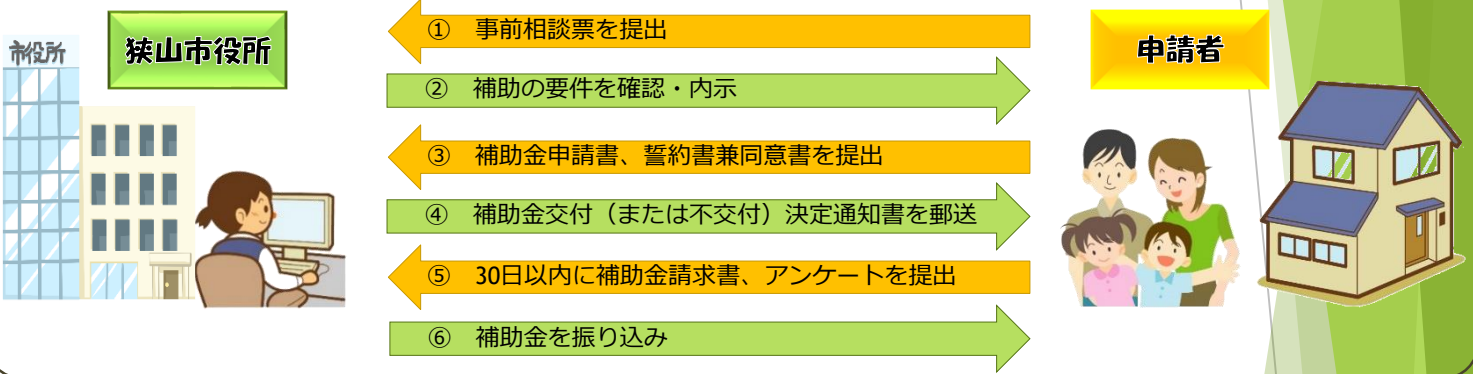 市役所
狭山市役所
申請者
① 事前相談票を提出
② 補助の要件を確認・内示
③ 補助金申請書、誓約書兼同意書を提出
④ 補助金交付（または不交付）決定通知書を郵送
⑤ 30日以内に補助金請求書、アンケートを提出
⑥ 補助金を振り込み